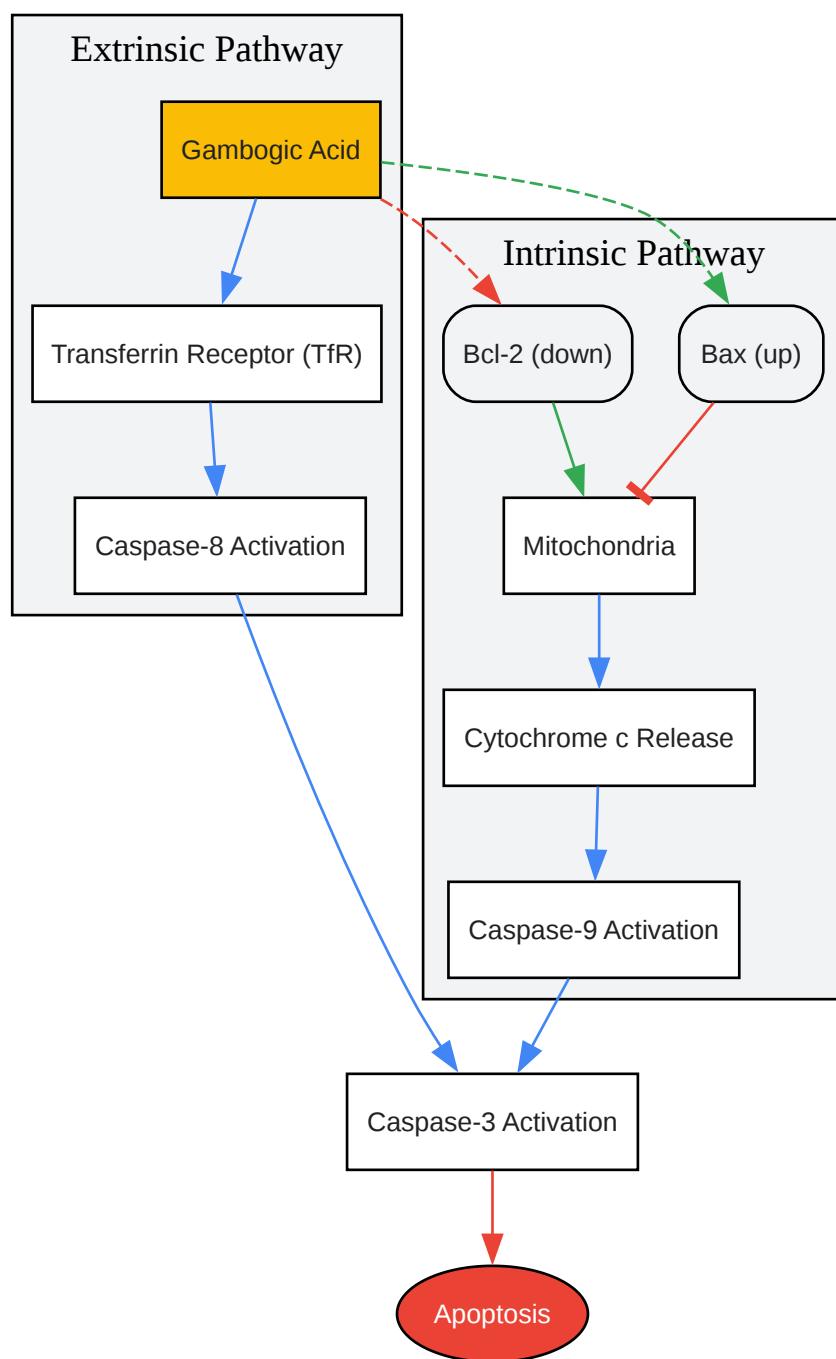 Extrinsic Pathway
Gambogic Acid
Intrinsic Pathway
Transferrin Receptor (TfR)
Bcl-2 (down)
Bax (up)
Caspase-8 Activation
Mitochondria
Cytochrome c Release
Caspase-9 Activation
Caspase-3 Activation
Apoptosis